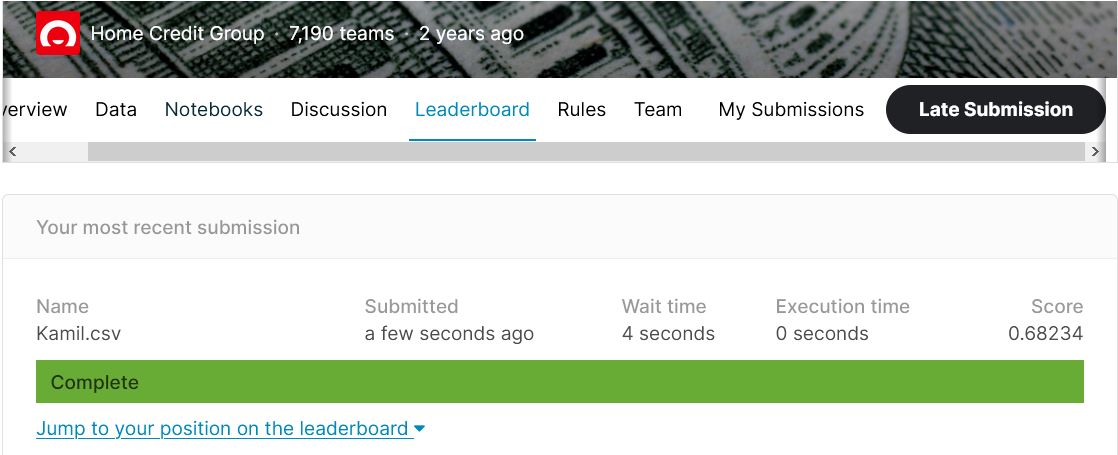 Home Credit Group · 7,190 teams · 2 years ago
verview Data Notebooks Discussion Leaderboard Rules Team My Submissions Late Submission
Your most recent submission
Name Submitted Wait time Execution time Score
Kamil.csv a few seconds ago 4 seconds 0 seconds 0.68234
Complete
Jump to your position on the leaderboard